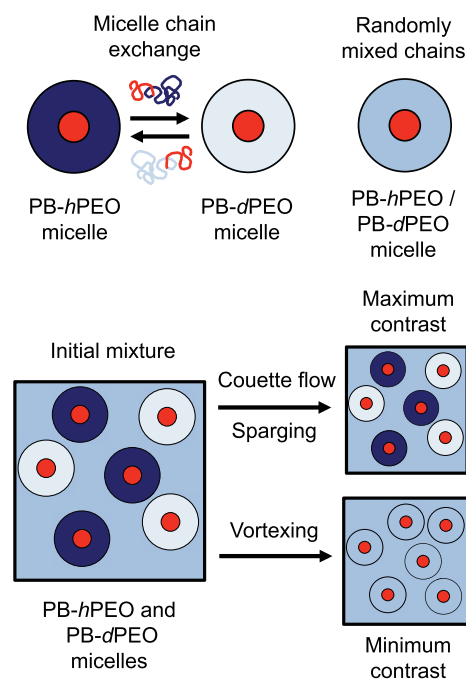 Micelle chain
exchange
Randomly
mixed chains
PB-hPEO
micelle
PB-dPEO
micelle
PB-hPEO /
PB-dPEO
micelle
Initial mixture
Couette flow
Sparging
Maximum
contrast
Vortexing
PB-hPEO and
PB-dPEO
micelles
Minimum
contrast